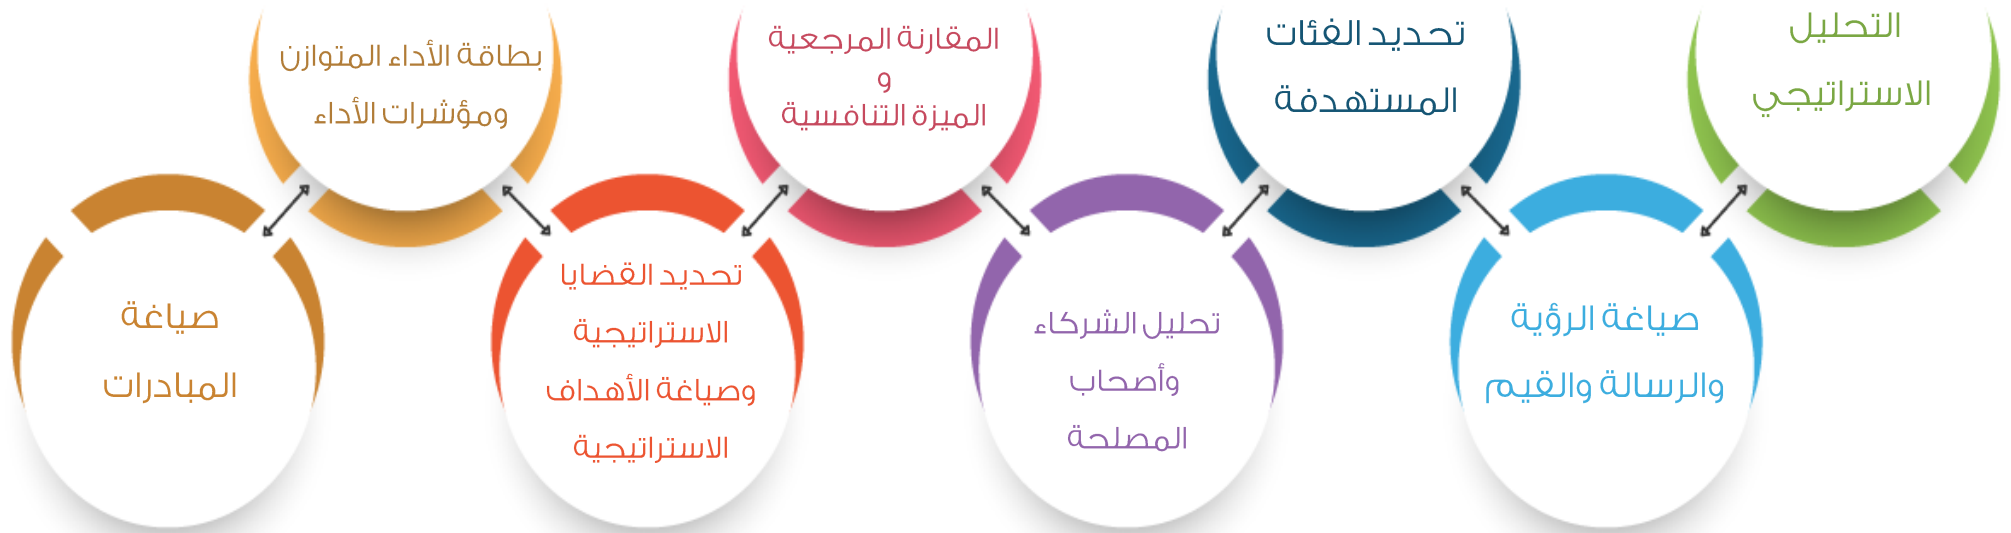 التحليل
الاستراتيجي
صياغة الرؤية
والرسالة والقيم
تحديد الفئات
المستهدفة
تحليل الشركاء
وأصحاب
المصلحة
المقارنة المرجعية
و
الميزة التنافسية
تحديد القضايا
الاستراتيجية
وصياغة الأهداف
الاستراتيجية
بطاقة الأداء المتوازن
ومؤشرات الأداء
صياغة
المبادرات